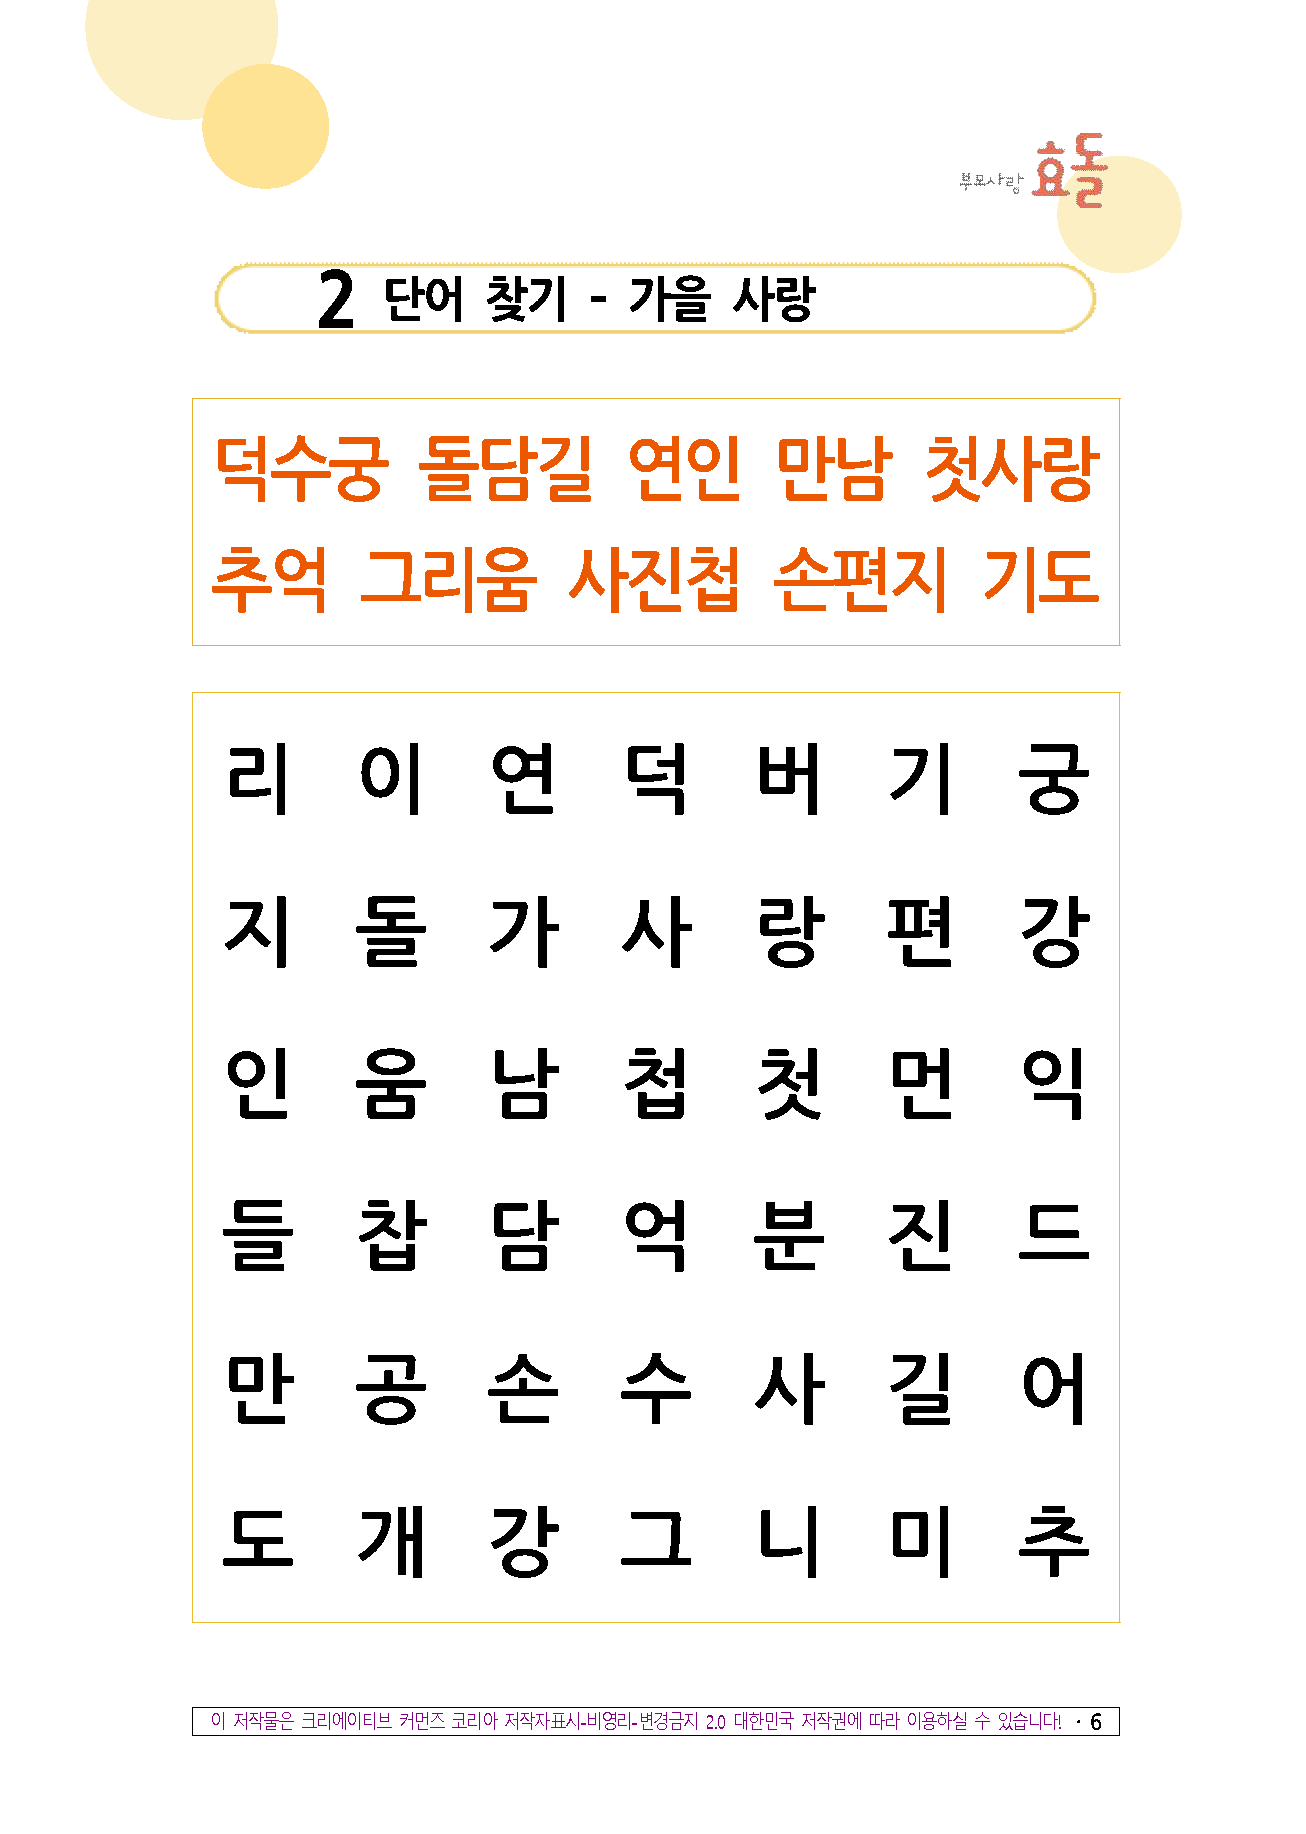 부모사랑 효돌
2 단어 찾기 - 가을 사랑
덕수궁 돌담길 연인 만남 첫사랑
추억 그리움 사진첩 손편지 기도
리 이 연 덕 버 기 궁
지 돌 가 사 랑 편 강
인 움 남 첩 첫 먼 익
들 찹 담 억 분 진 드
만 공 손 수 사 길 어
도 개 강 그 니 미 추
이 저작물은 크리에이티브 커먼즈 코리아 저작자표시-비영리-변경금지 2.0 대한민국 저작권에 따라 이용하실 수 있습니다! · 6